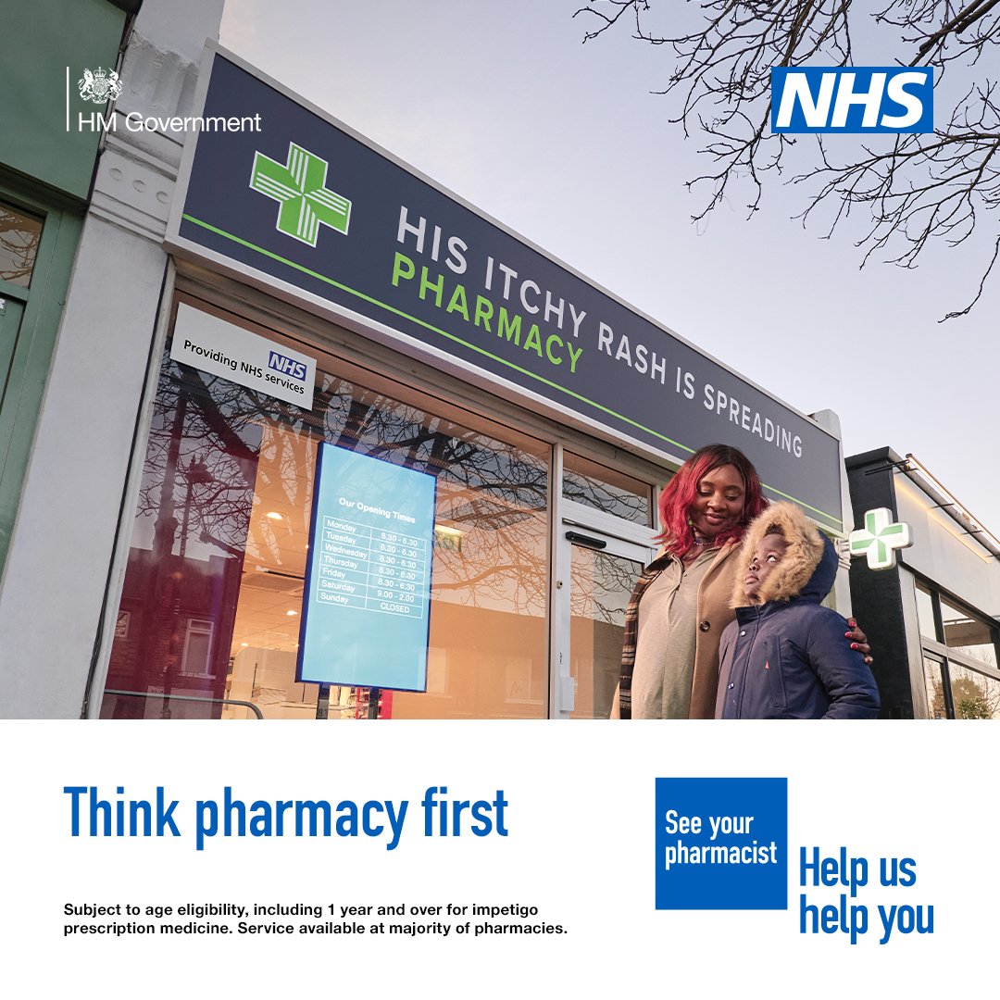 HM Government
NHS
HIS ITCHY RASH IS SPREADING
PHARMACY
Providing NHS services
Our Opening Times
Monday 8.30 - 6.30
Tuesday 8.30 - 6.30
Wednesday 8.30 - 6.30
Thursday 8.30 - 6.30
Friday 8.30 - 6.30
Saturday 9.00 - 2.00
Sunday CLOSED
Think pharmacy first
Subject to age eligibility, including 1 year and over for impetigo
prescription medicine. Service available at majority of pharmacies.
See your
pharmacist
Help us
help you